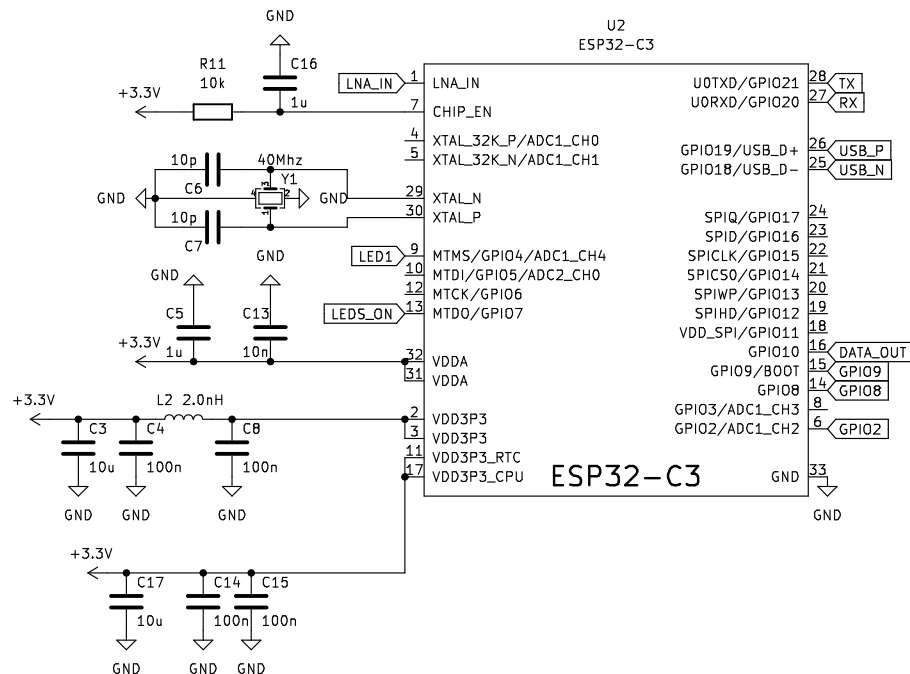 GND
U2
ESP32-C3
R11
10k
C16
1u
+3.3V
LNA_IN
1
LNA_IN
7
CHIP_EN
4
XTAL_32K_P/ADC1_CH0
5
XTAL_32K_N/ADC1_CH1
10p
C6
40Mhz
Y1
3
4
2
1
GND
GND
29
XTAL_N
30
XTAL_P
10p
C7
GND
GND
LED1
9
MTMS/GPIO4/ADC1_CH4
10
MTDI/GPIO5/ADC2_CH0
12
MTCK/GPIO6
LEDS_ON
13
MTDO/GPIO7
C5
1u
C13
10n
+3.3V
32
VDDA
31
VDDA
+3.3V
L2 2.0nH
2
VDD3P3
3
VDD3P3
11
VDD3P3_RTC
17
VDD3P3_CPU
C3
10u
C4
100n
C8
100n
GND
GND
GND
ESP32-C3
U0TXD/GPIO21
28
TX
U0RXD/GPIO20
27
RX
GPIO19/USB_D+
26
USB_P
GPIO18/USB_D-
25
USB_N
SPIQ/GPIO17
24
SPID/GPIO16
23
SPICLK/GPIO15
22
SPICS0/GPIO14
21
SPIWP/GPIO13
20
SPIHD/GPIO12
19
VDD_SPI/GPIO11
18
GPIO10
16
DATA_OUT
GPIO9/BOOT
15
GPIO9
GPIO8
14
GPIO8
GPIO3/ADC1_CH3
8
GPIO2/ADC1_CH2
6
GPIO2
GND
33
GND
+3.3V
C17
10u
C14
100n
C15
100n
GND
GND
GND